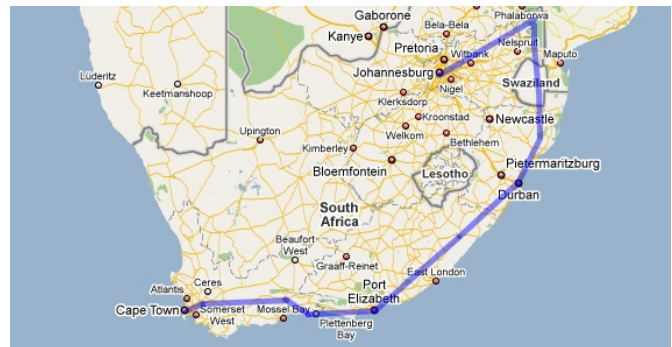 Gaborone
Bela-Bela
Phalaborwa
Kanye
Pretoria
Nelspruit
Witbank
Maputo
Johannesburg
Lüderitz
Keetmanshoop
Nigel
Swaziland
Klerksdorp
Kroonstad
Newcastle
Upington
Welkom
Kimberley
Bethlehem
Bloemfontein
Pietermaritzburg
Lesotho
Durban
South
Africa
Beaufort
West
Graaff-Reinet
East London
Atlantis
Ceres
Port
Elizabeth
Cape Town
Somerset
West
Mossel Bay
Plettenberg
Bay